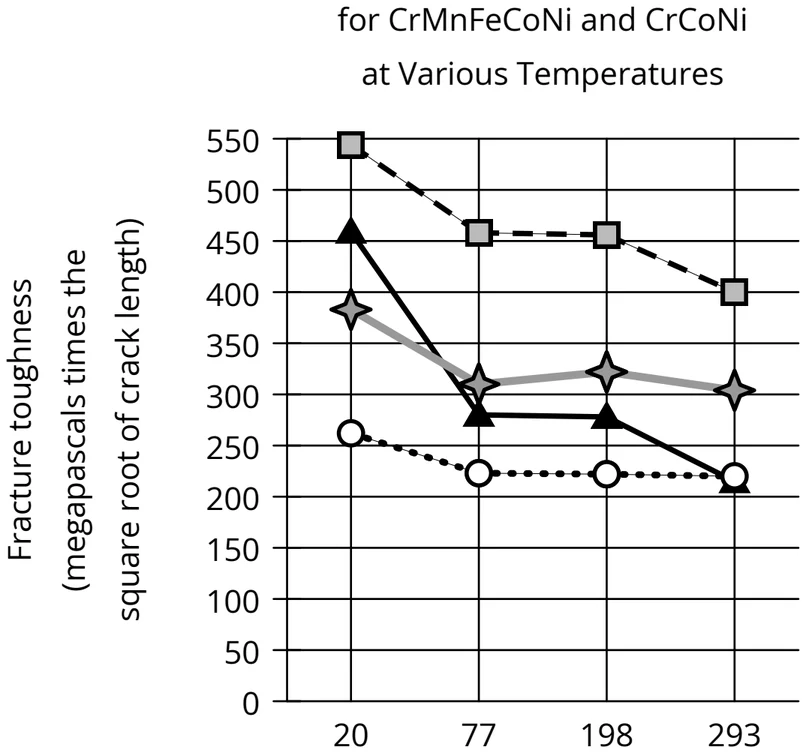 for CrMnFeCoNi and CrCoNi
at Various Temperatures
Fracture toughness
(megapascals times the
square root of crack length)
550
500
450
400
350
300
250
200
150
100
50
0
20 77 198 293